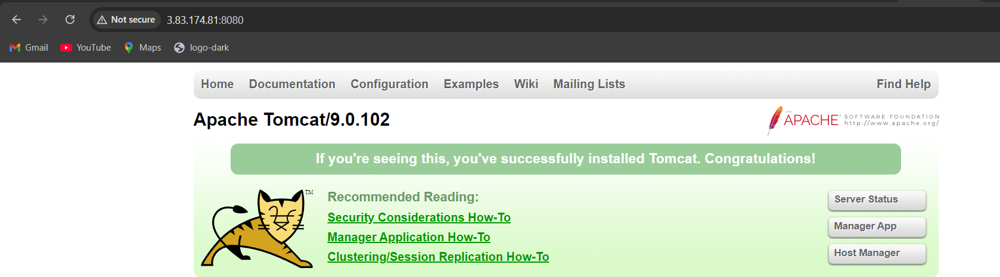 Not secure 3.83.174.81:8080
Gmail YouTube Maps logo-dark
Home Documentation Configuration Examples Wiki Mailing Lists Find Help
Apache Tomcat/9.0.102
THE APACHE® SOFTWARE FOUNDATION
http://www.apache.org/
If you're seeing this, you've successfully installed Tomcat. Congratulations!
TM
Recommended Reading:
Security Considerations How-To
Manager Application How-To
Clustering/Session Replication How-To
Server Status
Manager App
Host Manager